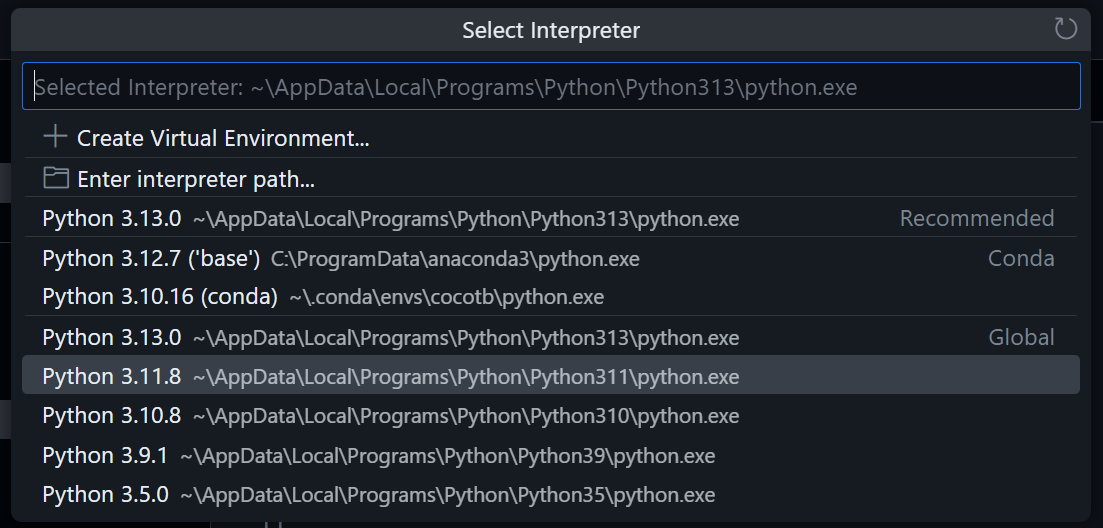 Select Interpreter
Selected Interpreter: ~\AppData\Local\Programs\Python\Python313\python.exe
Create Virtual Environment...
Enter interpreter path...
Python 3.13.0 ~\AppData\Local\Programs\Python\Python313\python.exe Recommended
Python 3.12.7 ('base') C:\ProgramData\anaconda3\python.exe Conda
Python 3.10.16 (conda) ~\.conda\envs\cocotb\python.exe
Python 3.13.0 ~\AppData\Local\Programs\Python\Python313\python.exe Global
Python 3.11.8 ~\AppData\Local\Programs\Python\Python311\python.exe
Python 3.10.8 ~\AppData\Local\Programs\Python\Python310\python.exe
Python 3.9.1 ~\AppData\Local\Programs\Python\Python39\python.exe
Python 3.5.0 ~\AppData\Local\Programs\Python\Python35\python.exe